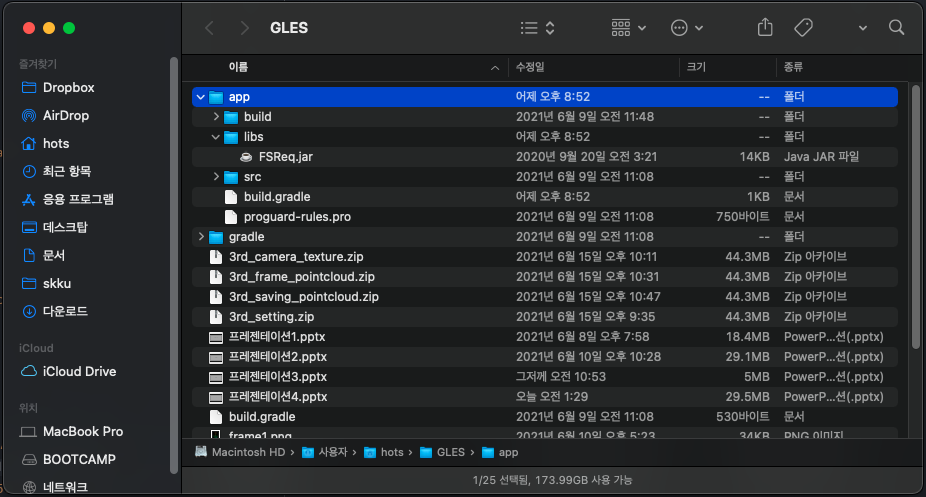 GLES
즐겨찾기
Dropbox
AirDrop
hots
최근 항목
응용 프로그램
데스크탑
문서
skku
다운로드
iCloud
iCloud Drive
위치
MacBook Pro
BOOTCAMP
네트워크
이름 수정일 크기 종류
app 어제 오후 8:52 -- 폴더
build 2021년 6월 9일 오전 11:48 -- 폴더
libs 어제 오후 8:52 -- 폴더
FSReq.jar 2020년 9월 20일 오전 3:21 14KB Java JAR 파일
src 2021년 6월 9일 오전 11:08 -- 폴더
build.gradle 어제 오후 8:52 1KB 문서
proguard-rules.pro 2021년 6월 9일 오전 11:08 750바이트 문서
gradle 2021년 6월 9일 오전 11:08 -- 폴더
3rd_camera_texture.zip 2021년 6월 15일 오후 10:11 44.3MB Zip 아카이브
3rd_frame_pointcloud.zip 2021년 6월 15일 오후 10:31 44.3MB Zip 아카이브
3rd_saving_pointcloud.zip 2021년 6월 15일 오후 10:47 44.3MB Zip 아카이브
3rd_setting.zip 2021년 6월 15일 오후 9:35 44.3MB Zip 아카이브
프레젠테이션1.pptx 2021년 6월 8일 오후 7:58 18.4MB PowerP...션(.pptx)
프레젠테이션2.pptx 2021년 6월 10일 오후 10:28 29.1MB PowerP...션(.pptx)
프레젠테이션3.pptx 그저께 오전 10:53 5MB PowerP...션(.pptx)
프레젠테이션4.pptx 오늘 오전 1:29 29.5MB PowerP...션(.pptx)
build.gradle 2021년 6월 9일 오전 11:08 530바이트 문서
frame1.png 2021년 6월 10일 오후 5:23 34KB PNG 이미지
Macintosh HD › 사용자 › hots › GLES › app
1/25 선택됨, 173.99GB 사용 가능